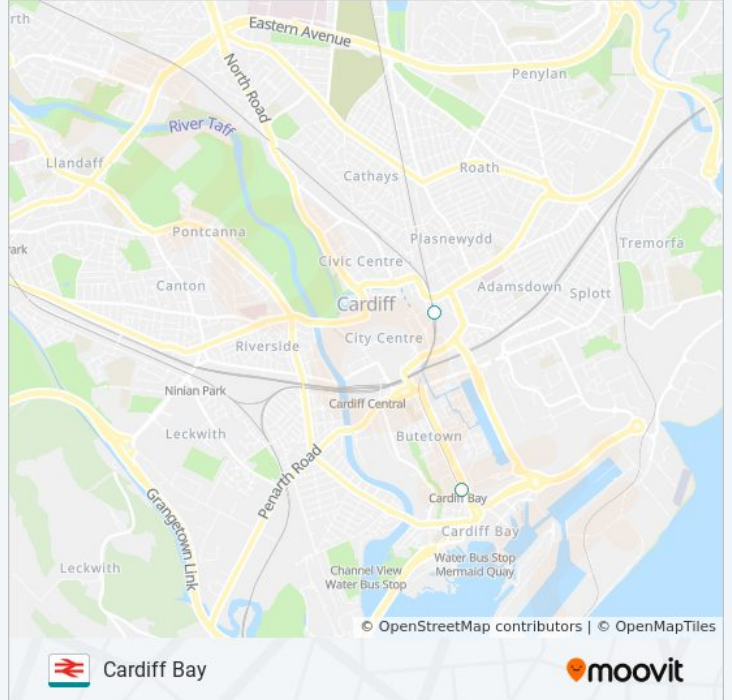 rth
Eastern Avenue
North Road
Penylan
River Taff
Llandaff
Cathays
Roath
Pontcanna
Plasnewydd
Tremorfa
ark
Civic Centre
Canton
Adamsdown
Splott
Cardiff
City Centre
Riverside
Ninian Park
Cardiff Central
Leckwith
Butetown
Penarth Road
Cardiff Bay
Grangetown Link
Cardiff Bay
Water Bus Stop
Mermaid Quay
Leckwith
Channel View
Water Bus Stop
© OpenStreetMap contributors | © OpenMapTiles
Cardiff Bay
moovit